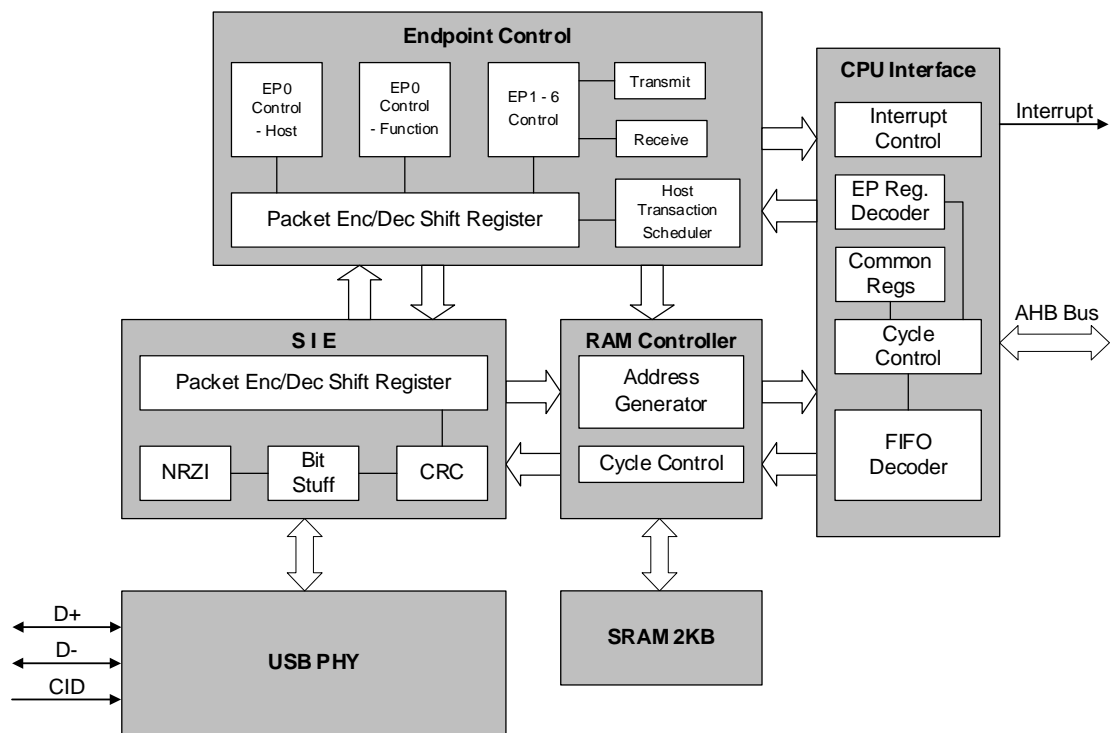 Endpoint Control
EP0
Control
- Host
EP0
Control
- Function
EP1 - 6
Control
Transmit
Receive
Packet Enc/Dec Shift Register
Host
Transaction
Scheduler
CPU Interface
Interrupt
Control
EP Reg.
Decoder
Common
Regs
Cycle
Control
FIFO
Decoder
Interrupt
AHB Bus
S I E
Packet Enc/Dec Shift Register
NRZI
Bit
Stuff
CRC
RAM Controller
Address
Generator
Cycle Control
D+
D-
CID
USB PHY
SRAM 2KB